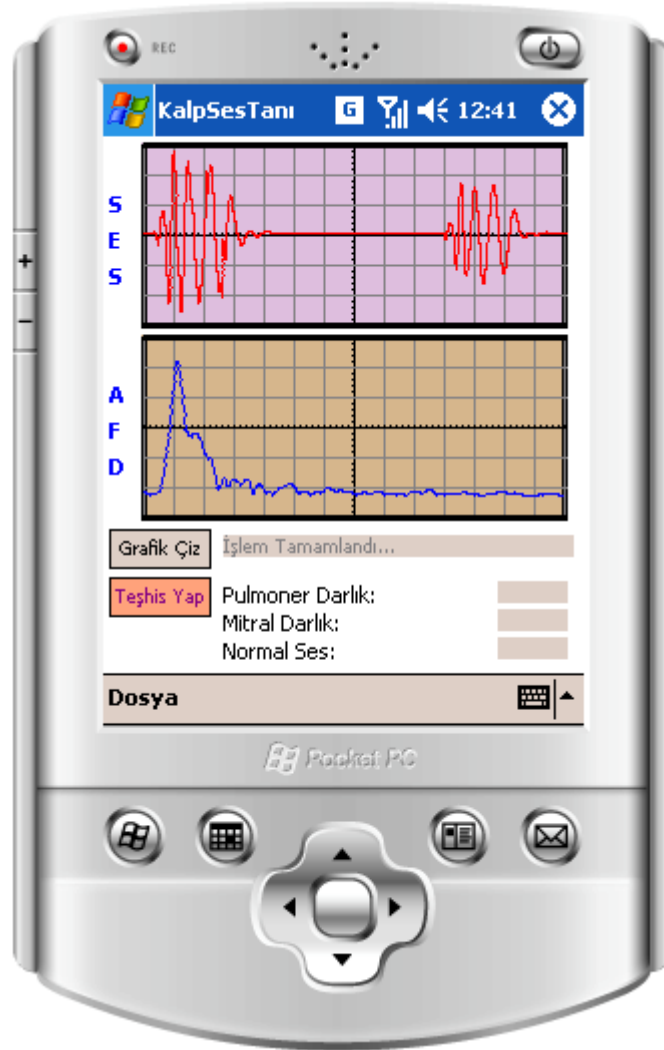 REC
KalpSesTanı G 12:41
S
E
S
A
F
D
Grafik Çiz İşlem Tamamlandı...
Teşhis Yap Pulmoner Darlık:
Mitral Darlık:
Normal Ses:
Dosya
Pocket PC